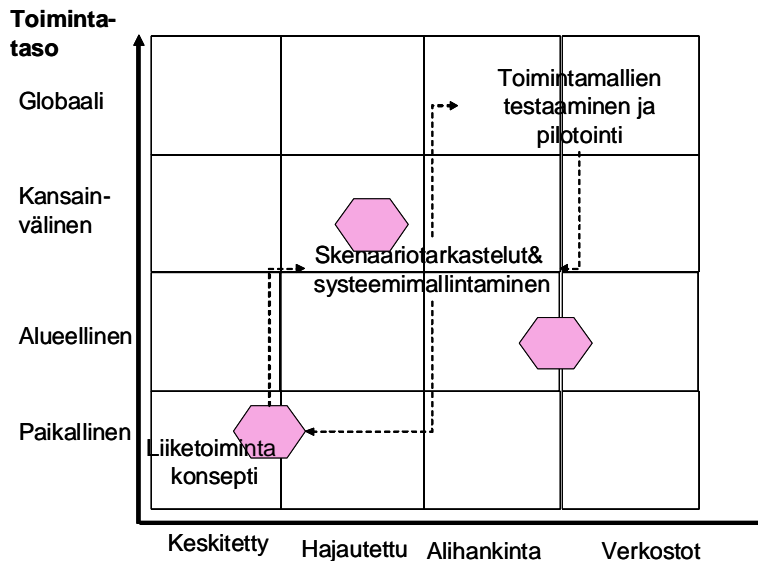 Toiminta-
taso
Globaali
Toimintamallien
testaaminen ja
pilotointi
Kansain-
välinen
Skenaariotarkastelut&
systeemimallintaminen
Alueellinen
Paikallinen
Liiketoiminta
konsepti
Keskitetty
Hajautettu
Alihankinta
Verkostot